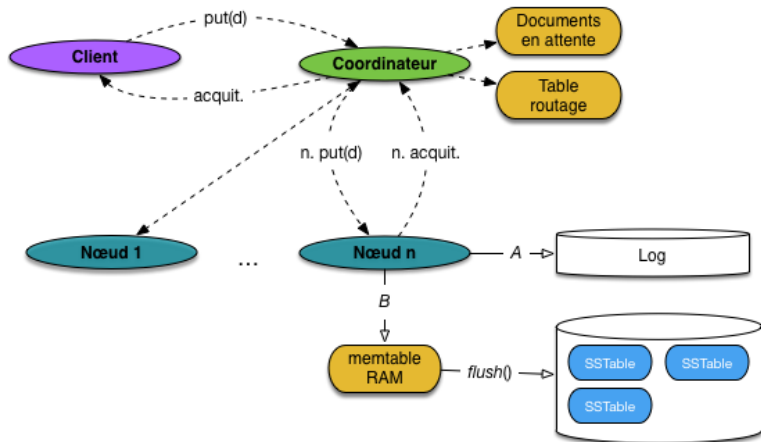 put(d)
Documents
en attente
Client
Coordinateur
acquit.
Table
routage
n. put(d)
n. acquit.
Nœud 1
...
Nœud n
A
Log
B
memtable
RAM
flush()
SSTable
SSTable
SSTable